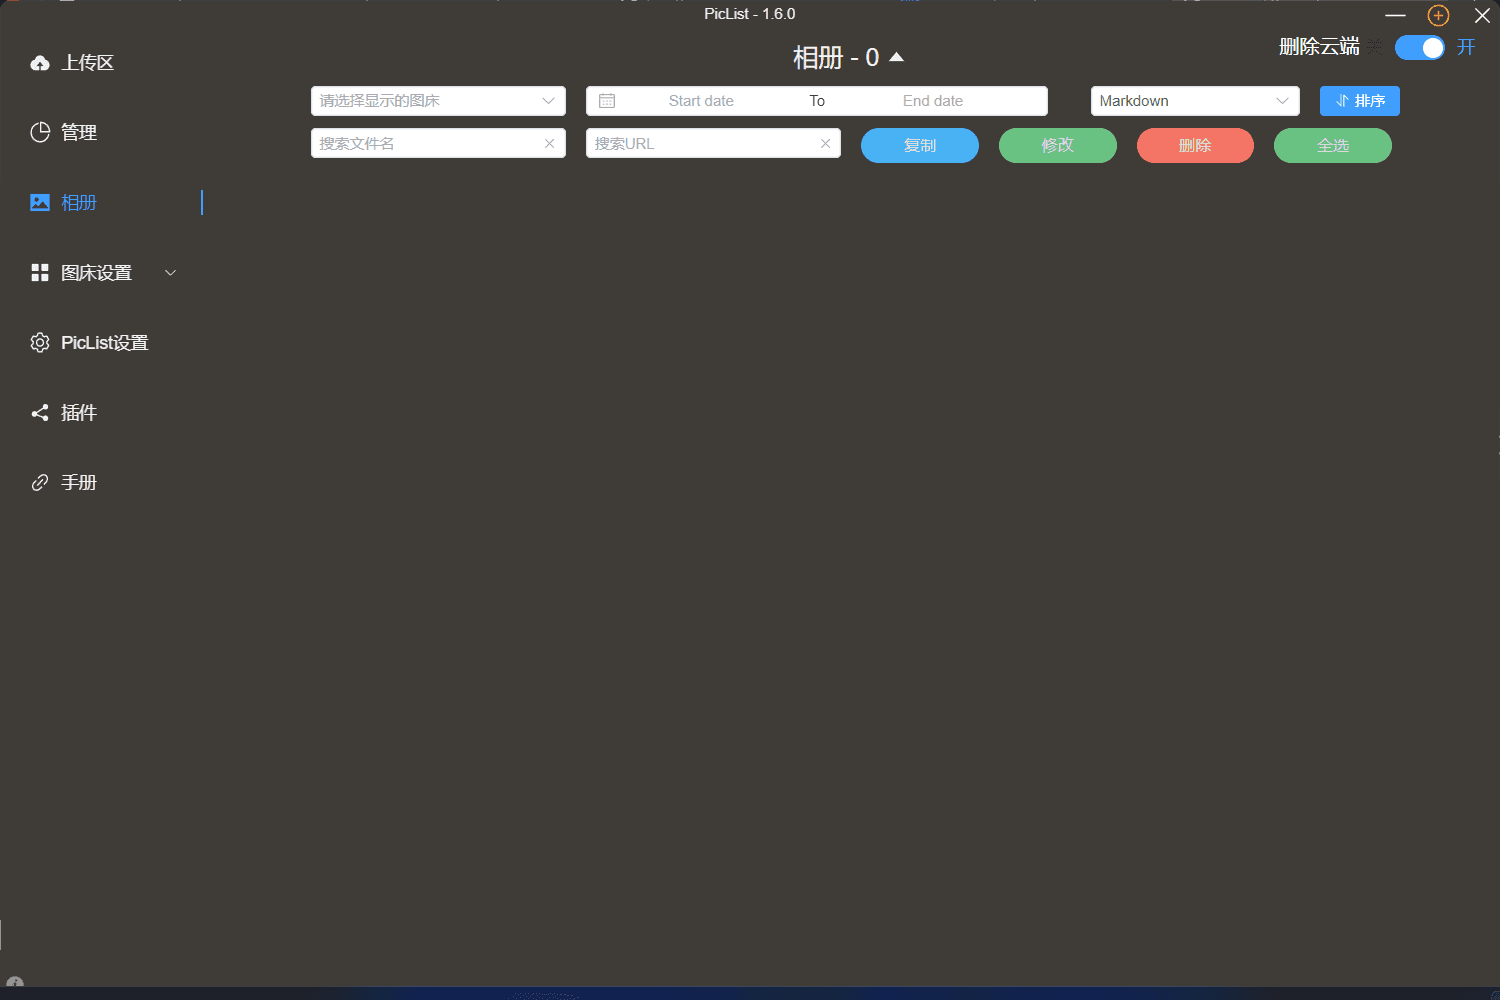 PicList - 1.6.0
上传区
管理
相册
图床设置
PicList设置
插件
手册
相册 - 0
删除云端 关 开
请选择显示的图床
Start date To End date
Markdown
排序
搜索文件名
搜索URL
复制
修改
删除
全选